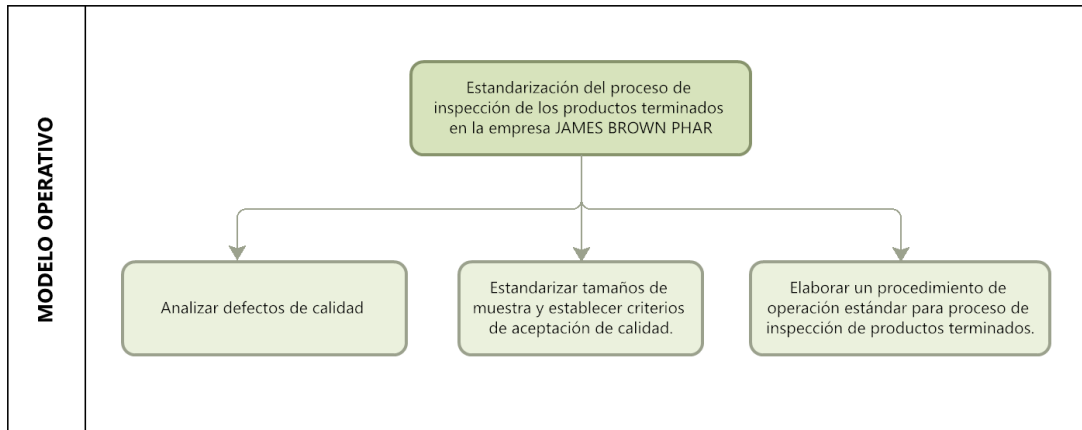 MODELO OPERATIVO
Estandarización del proceso de
inspección de los productos terminados
en la empresa JAMES BROWN PHAR
Analizar defectos de calidad
Estandarizar tamaños de
muestra y establecer criterios
de aceptación de calidad.
Elaborar un procedimiento de
operación estándar para proceso de
inspección de productos terminados.